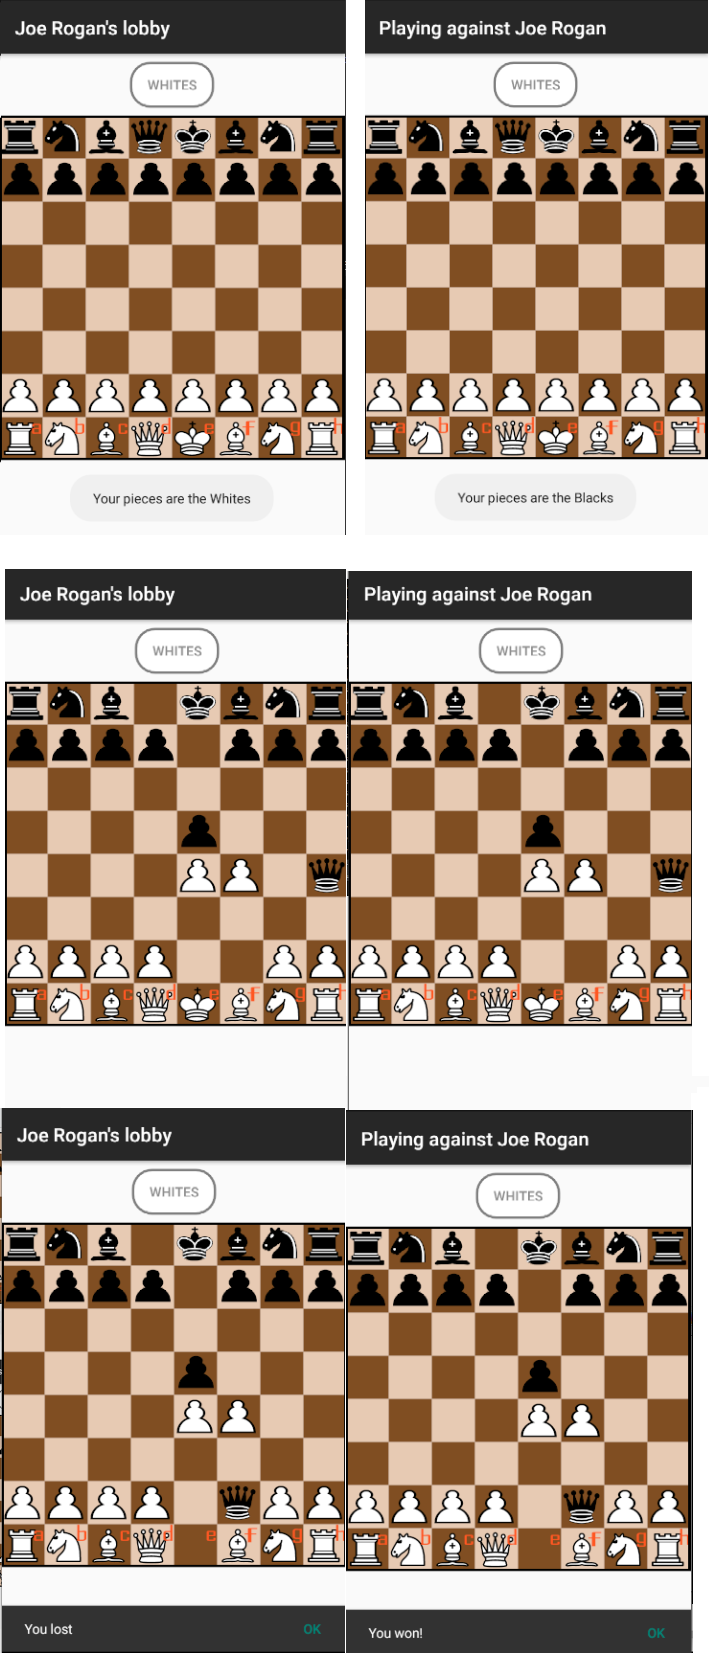 Joe Rogan's lobby
Playing against Joe Rogan
WHITES
WHITES
a b c d e f g h
a b c d e f g h
Your pieces are the Whites
Your pieces are the Blacks
Joe Rogan's lobby
Playing against Joe Rogan
WHITES
WHITES
a b c d e f g h
a b c d e f g h
Joe Rogan's lobby
Playing against Joe Rogan
WHITES
WHITES
a b c d e f g h
a b c d e f g h
You lost OK
You won! OK